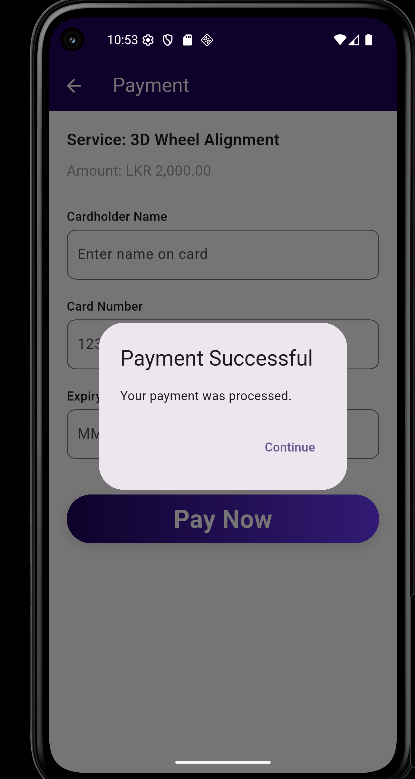 10:53
Payment
Service: 3D Wheel Alignment
Amount: LKR 2,000.00
Cardholder Name
Enter name on card
Card Number
123
Payment Successful
Your payment was processed.
Expiry
MM
Continue
Pay Now